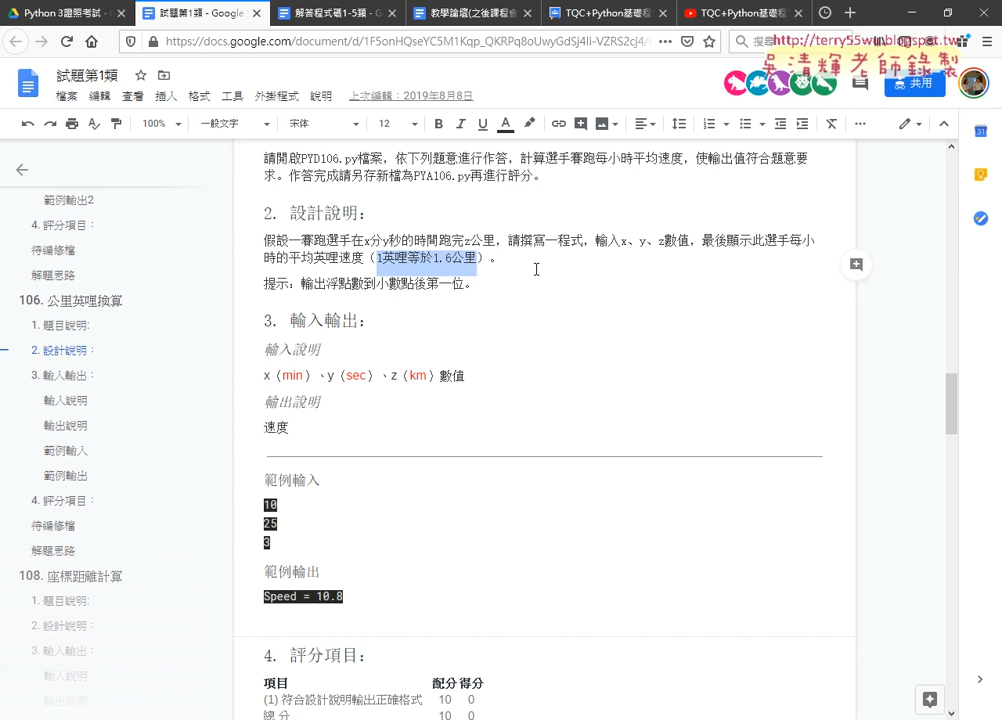 Python 3證照考試 - G
試題第1類 - Google
解答程式碼1-5類 - G
教學論壇(之後課程會
TQC+Python基礎程
TQC+Python基礎程
https://docs.google.com/document/d/1F5onHQseYC5M1Kqp_QKRPq8oUwyGdSj4Ii-VZRS2cj4/
http://terry55wu.blogspot.tw
吳清輝老師錄製
試題第1類
檔案 編輯 查看 插入 格式 工具 外掛程式 說明 上次編輯：2019年8月8日
共用
100% 一般文字 宋体 12 B I U A
範例輸出2
4. 評分項目：
待編修檔
解題思路
106. 公里英哩換算
1. 題目說明:
2. 設計說明：
3. 輸入輸出：
輸入說明
輸出說明
範例輸入
範例輸出
4. 評分項目：
待編修檔
解題思路
108. 座標距離計算
1. 題目說明:
2. 設計說明：
3. 輸入輸出：
輸入說明
輸出說明
請開啟PYD106.py檔案，依下列題意進行作答，計算選手賽跑每小時平均速度，使輸出值符合題意要
求。作答完成請另存新檔為PYA106.py再進行評分。
2. 設計說明：
假設一賽跑選手在x分y秒的時間跑完z公里，請撰寫一程式，輸入x、y、z數值，最後顯示此選手每小
時的平均英哩速度（1英哩等於1.6公里）。
提示：輸出浮點數到小數點後第一位。
3. 輸入輸出：
輸入說明
x（min）、y（sec）、z（km）數值
輸出說明
速度
範例輸入
10
25
3
範例輸出
Speed = 10.8
4. 評分項目：
項目 配分 得分
(1) 符合設計說明輸出正確格式 10 0
總 分 10 0